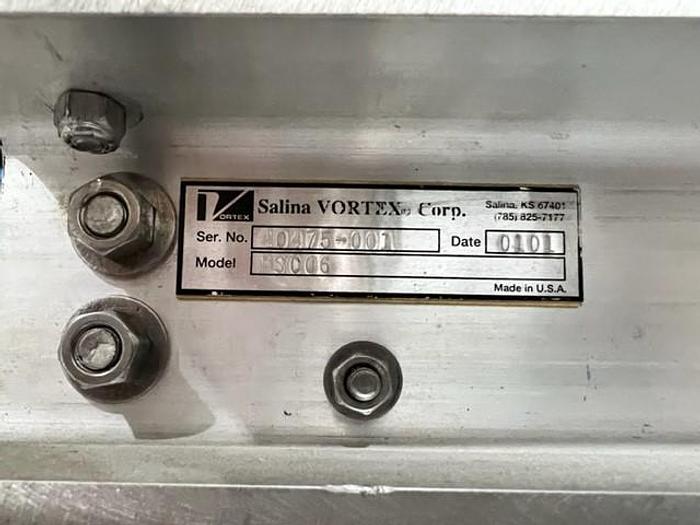 VORTEX
Salina VORTEX Corp.
Salina, KS 67401
(785) 825-7177
Ser. No.
Date 0101
Model
Made in U.S.A.